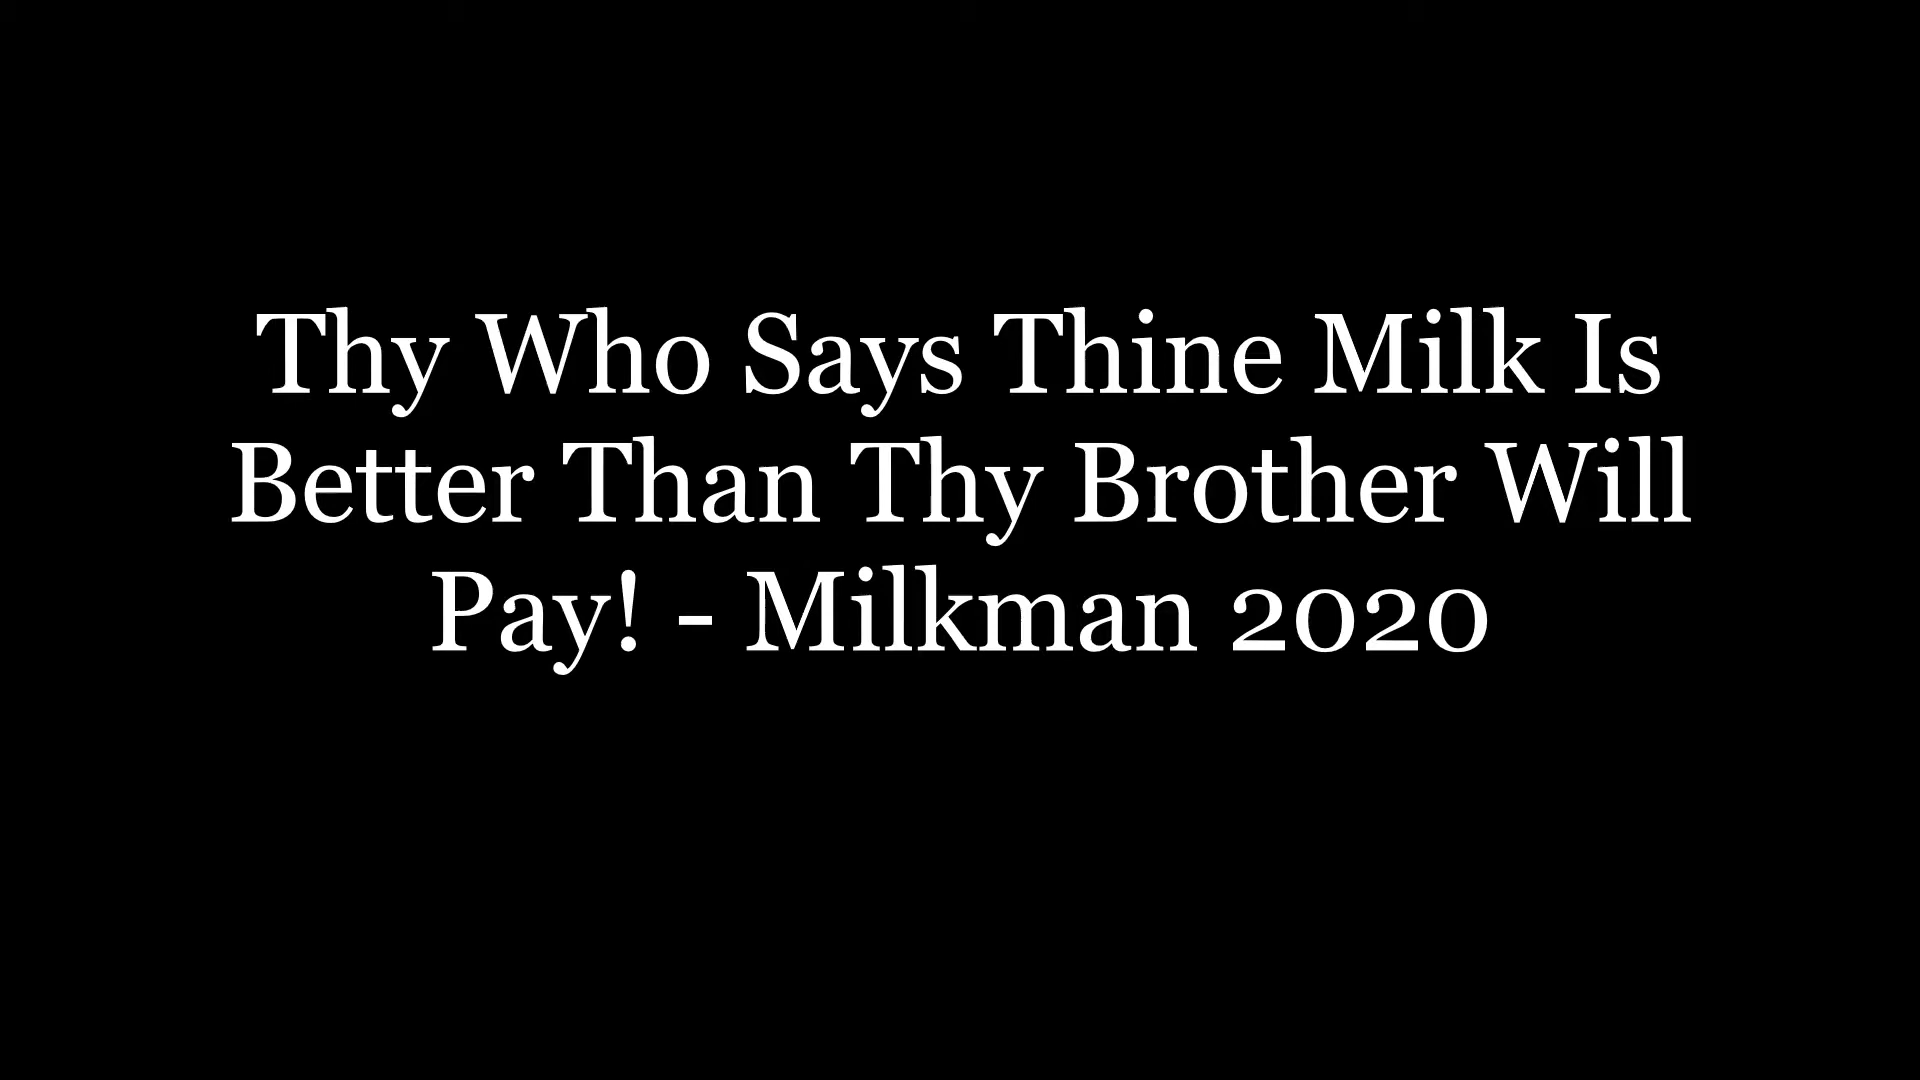 Thy Who Says Thine Milk Is
Better Than Thy Brother Will
Pay! - Milkman 2020